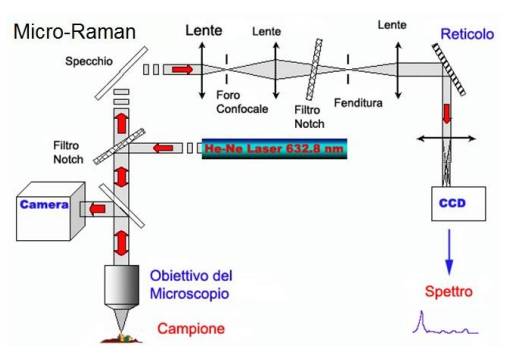 Micro-Raman
Specchio
Lente
Lente
Lente
Reticolo
Foro
Confocale
Filtro
Notch
Fenditura
Filtro
Notch
He-Ne Laser 632.8 nm
Camera
CCD
Obiettivo del
Microscopio
Campione
Spettro